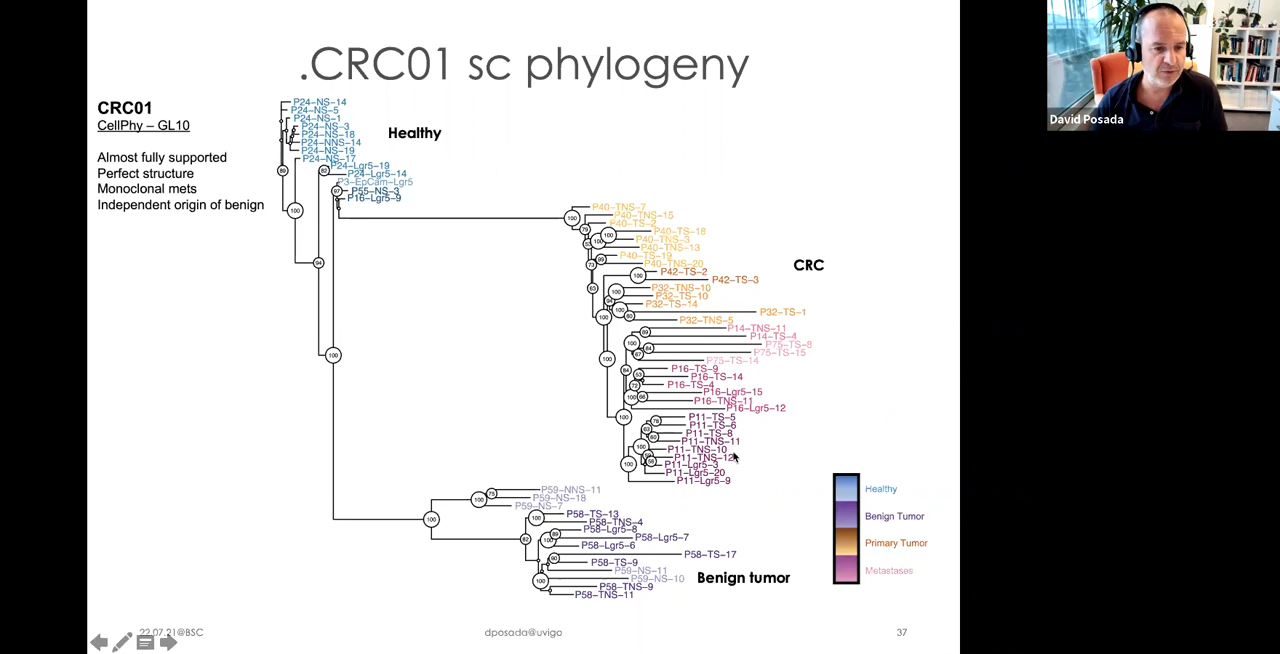 .CRC01 sc phylogeny
CRC01
CellPhy – GL10
Almost fully supported
Perfect structure
Monoclonal mets
Independent origin of benign
David Posada
Healthy
P24–NS–14
P24–NS–5
P24–NS–1
P24–NS–3
P24–NS–18
P24–NNS–14
P24–NS–19
P24–NS–17
P24–Lgr5–19
P24–Lgr5–14
P3–EpCam–Lgr5
P55–NS–3
P16–Lgr5–9
CRC
P40–TNS–7
P40–TNS–15
P40–TS–2
P40–TS–18
P40–TNS–3
P40–TNS–13
P40–TS–19
P40–TNS–20
P42–TS–2
P42–TS–3
P32–TNS–10
P32–TS–10
P32–TS–14
P32–TS–1
P32–TNS–5
P14–TNS–11
P14–TS–4
P75–TS–8
P75–TS–15
P75–TS–14
P16–TS–9
P16–TS–14
P16–TS–4
P16–Lgr5–15
P16–TNS–11
P16–Lgr5–12
P11–TS–5
P11–TS–6
P11–TS–8
P11–TNS–11
P11–TNS–10
P11–TNS–12
P11–Lgr5–3
P11–Lgr5–20
P11–Lgr5–9
P59–NNS–11
P59–NS–18
P59–NS–7
P58–TS–13
P58–TNS–4
P58–Lgr5–8
P58–Lgr5–7
P58–Lgr5–6
P58–TS–17
P58–TS–9
P59–NS–11
P59–NS–10
P58–TNS–9
P58–TNS–11
Benign tumor
Healthy
Benign Tumor
Primary Tumor
Metastases
22.07.21@BSC
dposada@uvigo
37